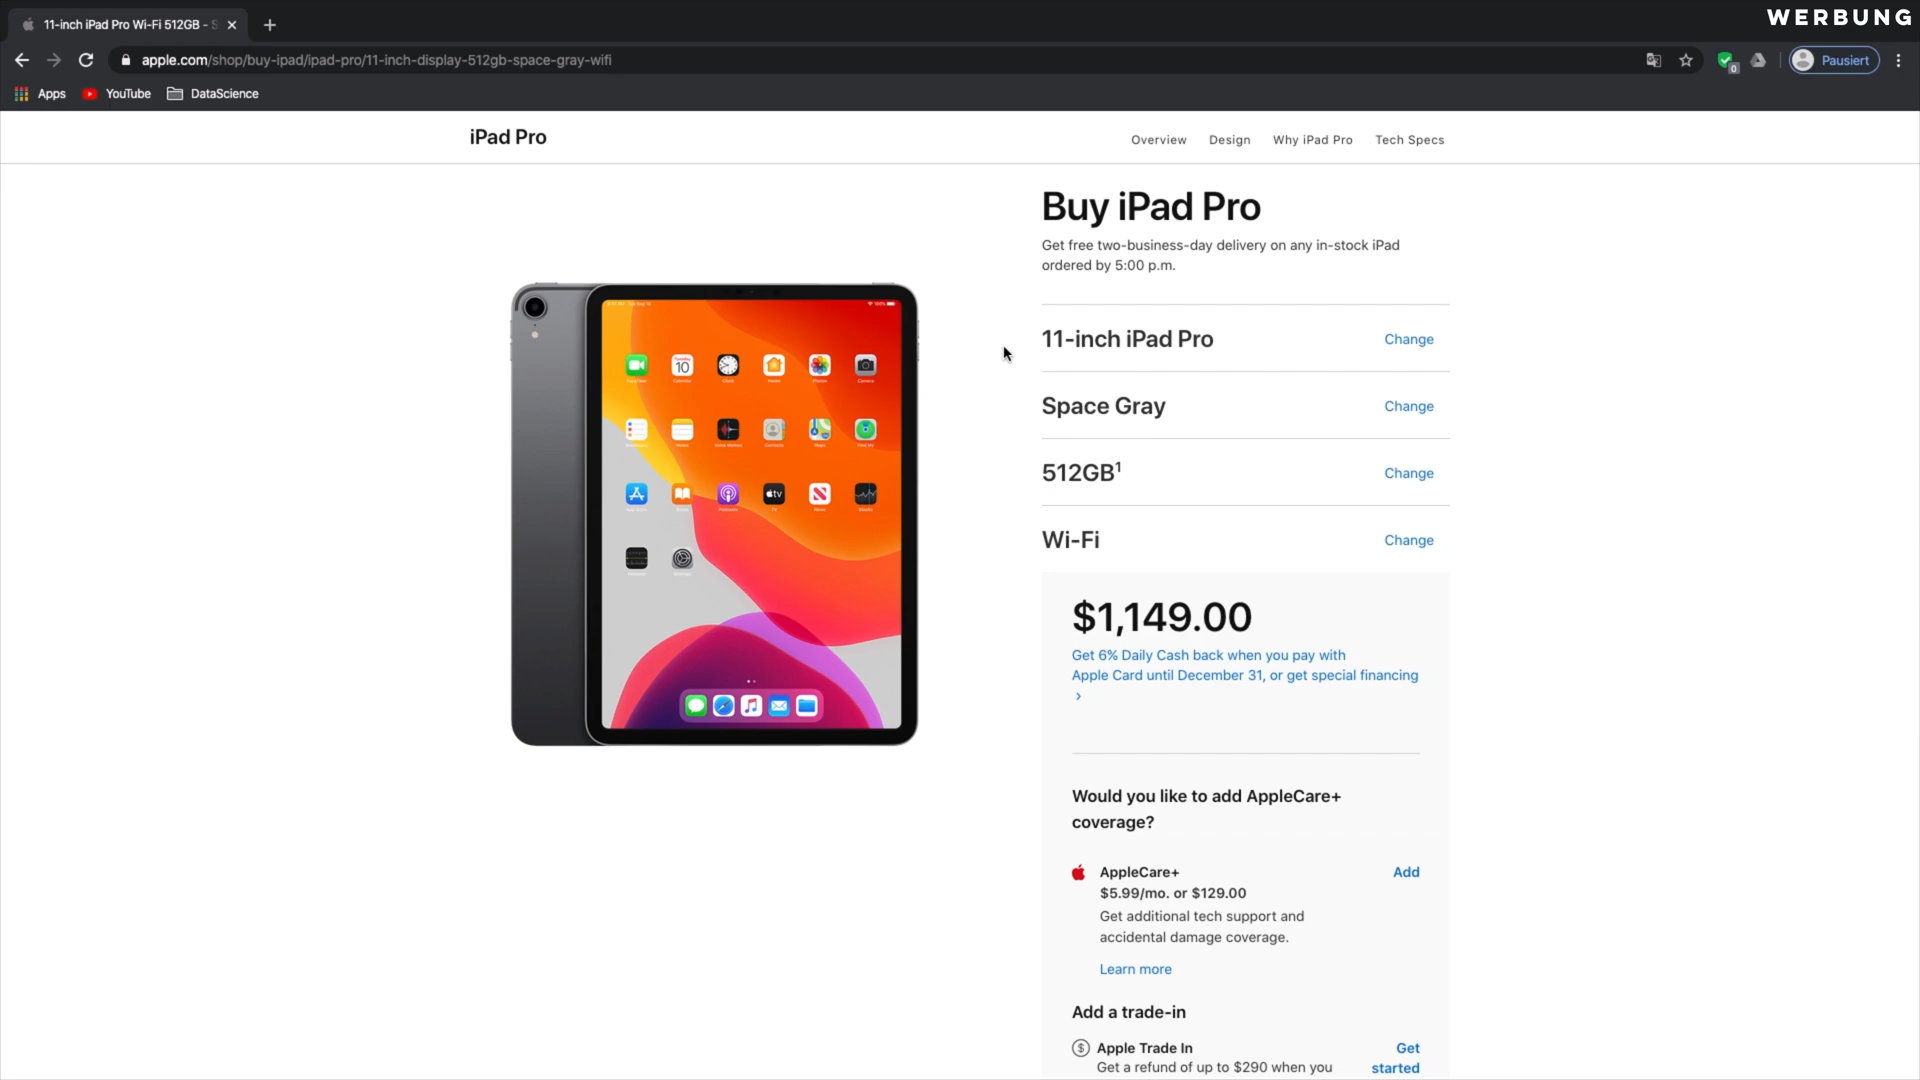 11-inch iPad Pro Wi-Fi 512GB - S
WERBUNG
apple.com/shop/buy-ipad/ipad-pro/11-inch-display-512gb-space-gray-wifi
0
Pausiert
Apps
YouTube
DataScience
iPad Pro
Overview
Design
Why iPad Pro
Tech Specs
Buy iPad Pro
Get free two-business-day delivery on any in-stock iPad
ordered by 5:00 p.m.
11-inch iPad Pro
Change
Space Gray
Change
512GB¹
Change
Wi-Fi
Change
10
tv
$1,149.00
Get 6% Daily Cash back when you pay with
Apple Card until December 31, or get special financing
Would you like to add AppleCare+
coverage?
AppleCare+
Add
$5.99/mo. or $129.00
Get additional tech support and
accidental damage coverage.
Learn more
Add a trade-in
Apple Trade In
Get
Get a refund of up to $290 when you
started